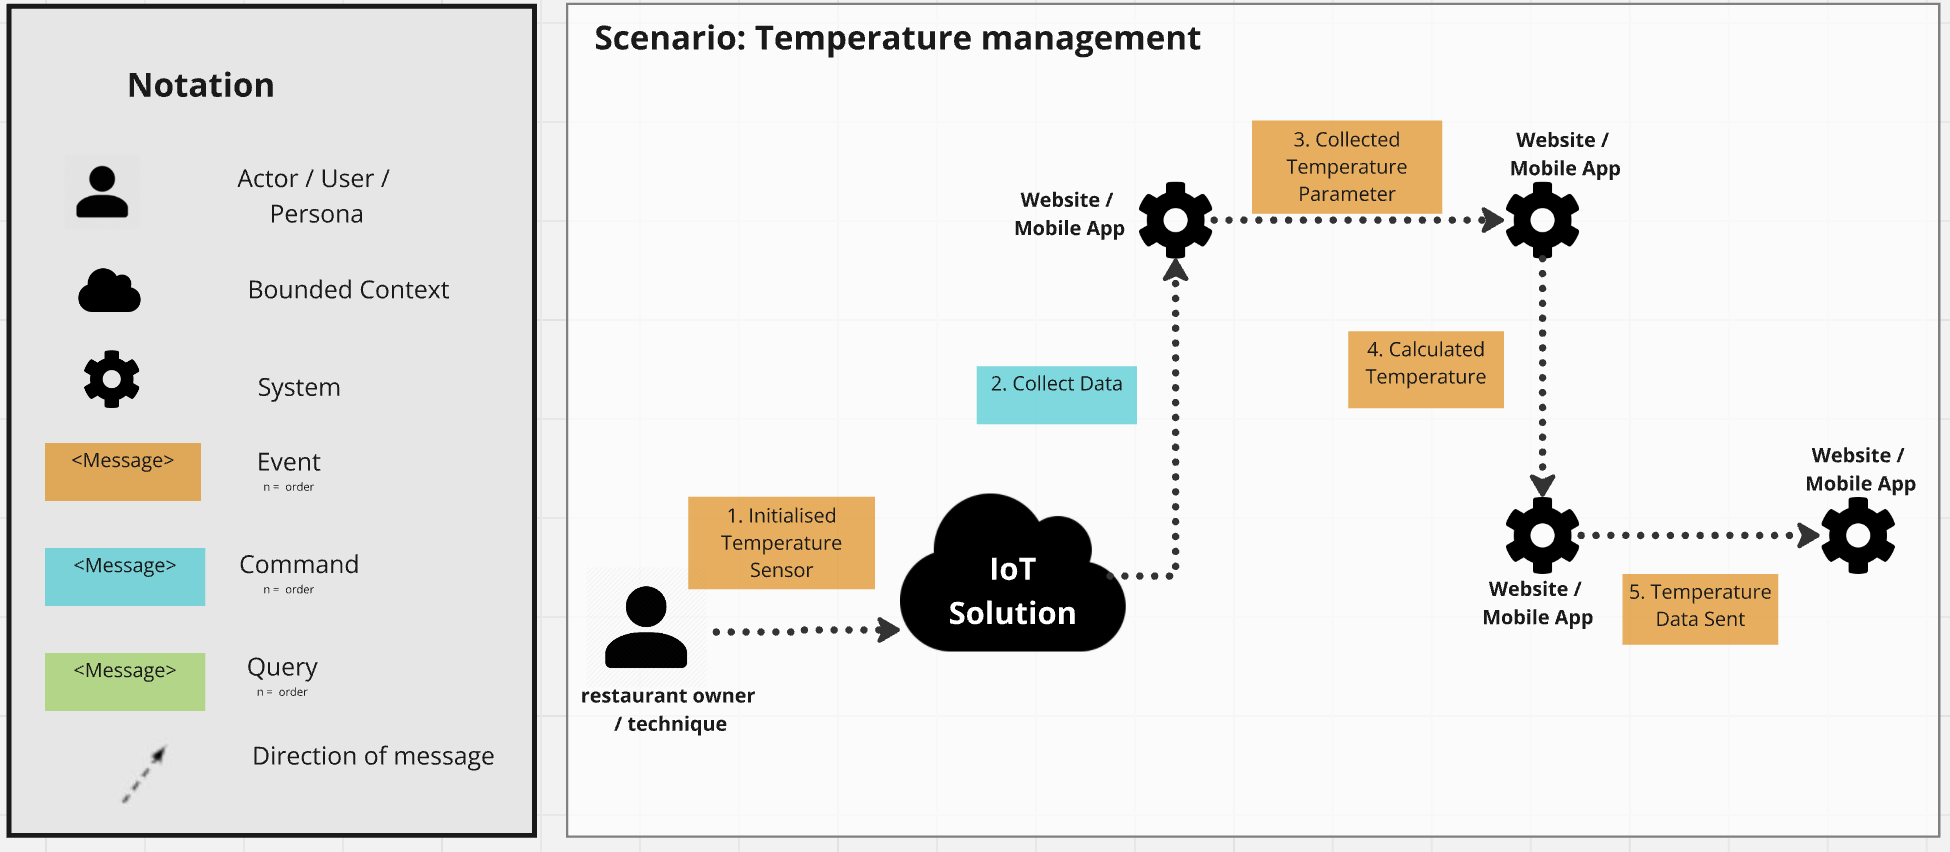 Notation
Actor / User /
Persona
Bounded Context
System
<Message>
Event
n = order
<Message>
Command
n = order
<Message>
Query
n = order
Direction of message
Scenario: Temperature management
1. Initialised
Temperature
Sensor
restaurant owner
/ technique
IoT
Solution
2. Collect Data
Website /
Mobile App
3. Collected
Temperature
Parameter
Website /
Mobile App
4. Calculated
Temperature
Website /
Mobile App
5. Temperature
Data Sent
Website /
Mobile App